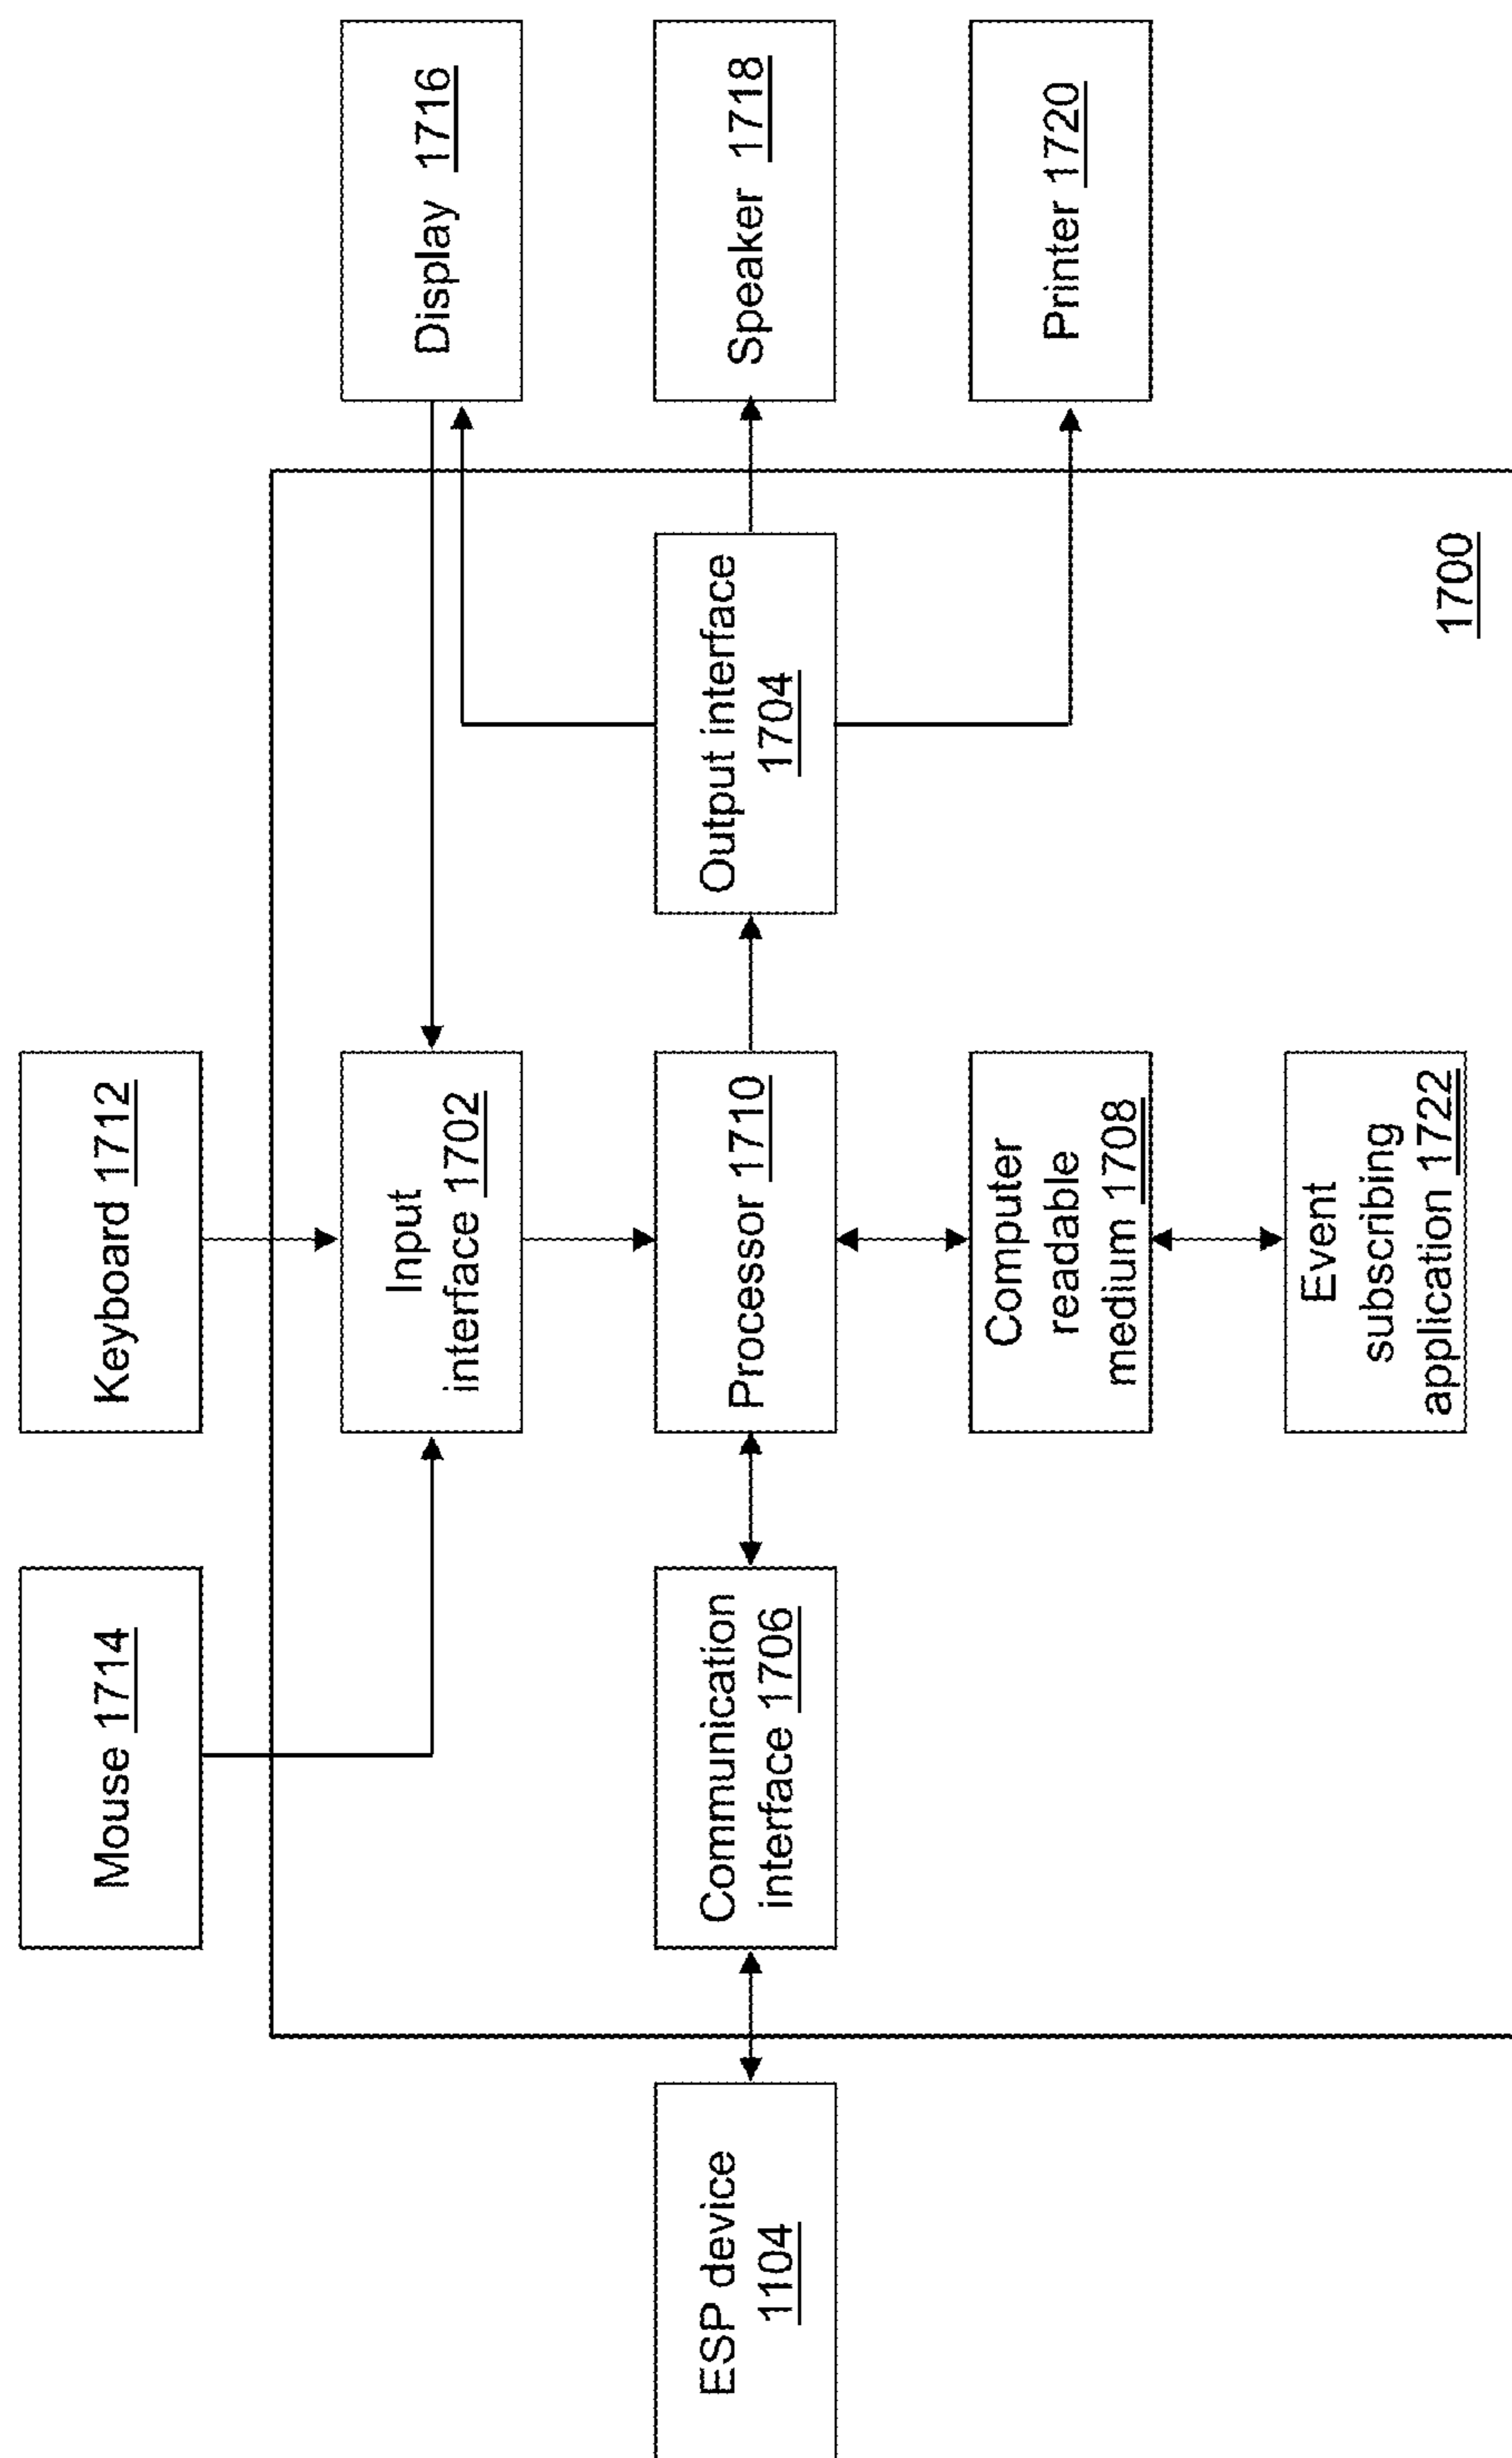 Mouse 1714
Keyboard 1712
Input
interface 1702
Display 1716
ESP device
1104
Communication
interface 1706
Processor 1710
Output interface
1704
Speaker 1718
Computer
readable
medium 1708
Printer 1720
Event
subscribing
application 1722
1700